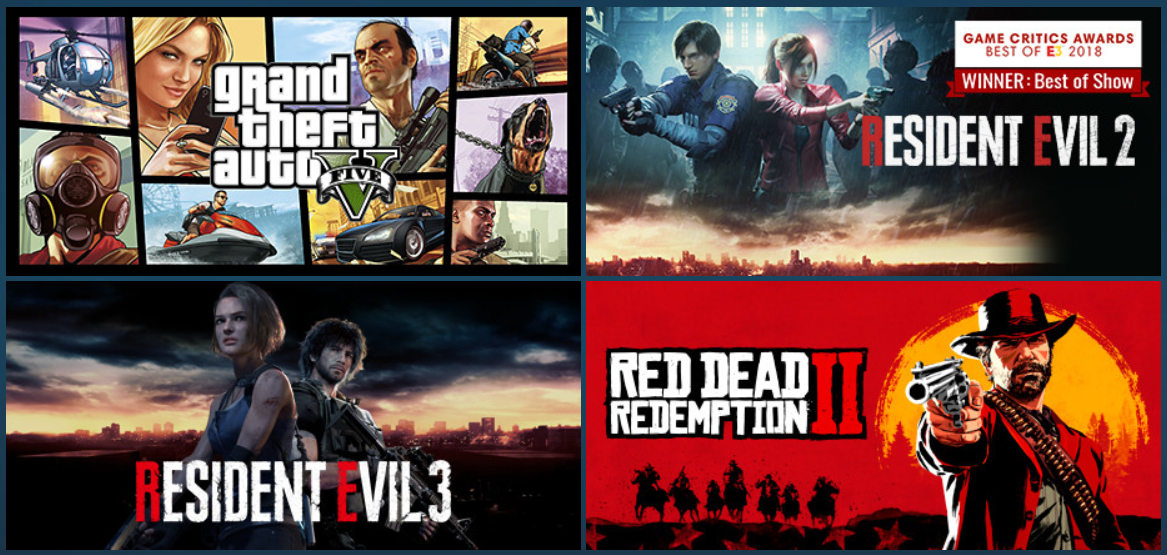 grand
theft
auto
FIVE
V
GAME CRITICS AWARDS
BEST OF E3 2018
WINNER: Best of Show
RESIDENT EVIL 2
RESIDENT EVIL 3
RED DEAD
REDEMPTION II